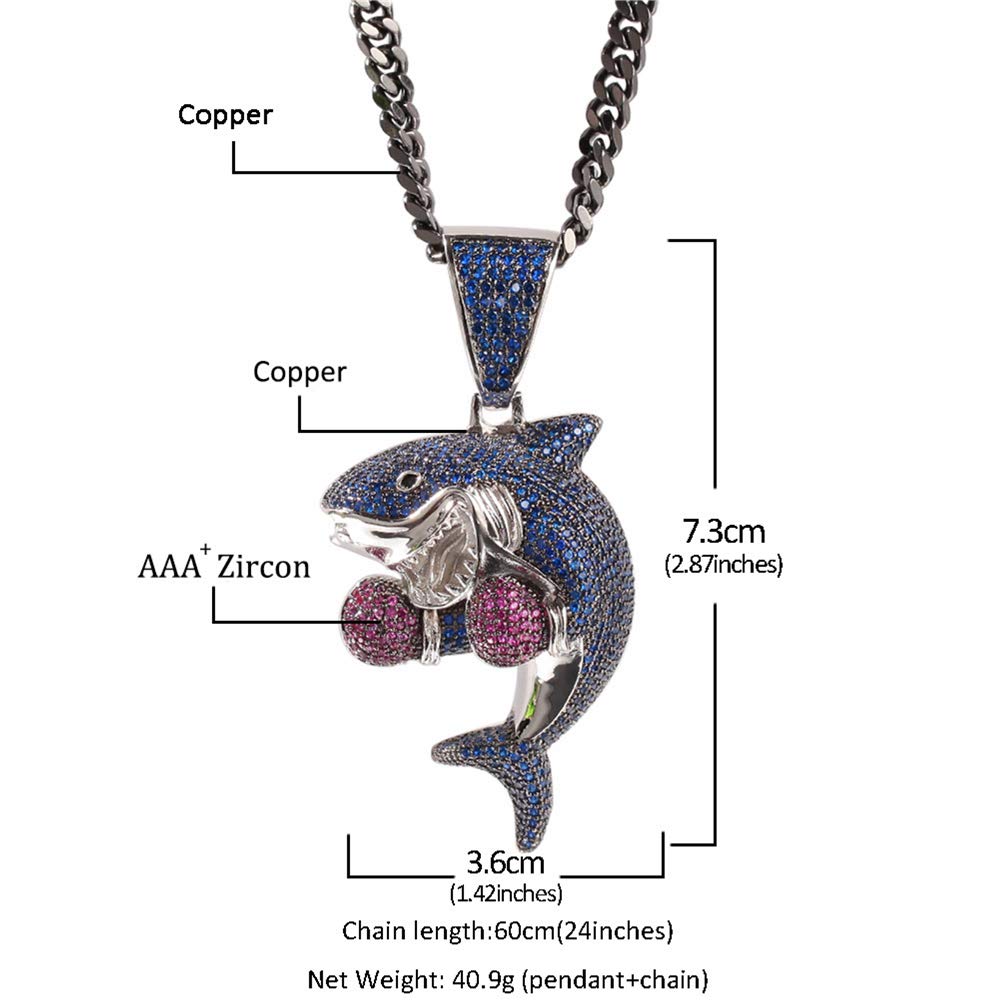 Copper
Copper
AAA+ Zircon
7.3cm
(2.87inches)
3.6cm
(1.42inches)
Chain length:60cm(24inches)
Net Weight: 40.9g (pendant+chain)